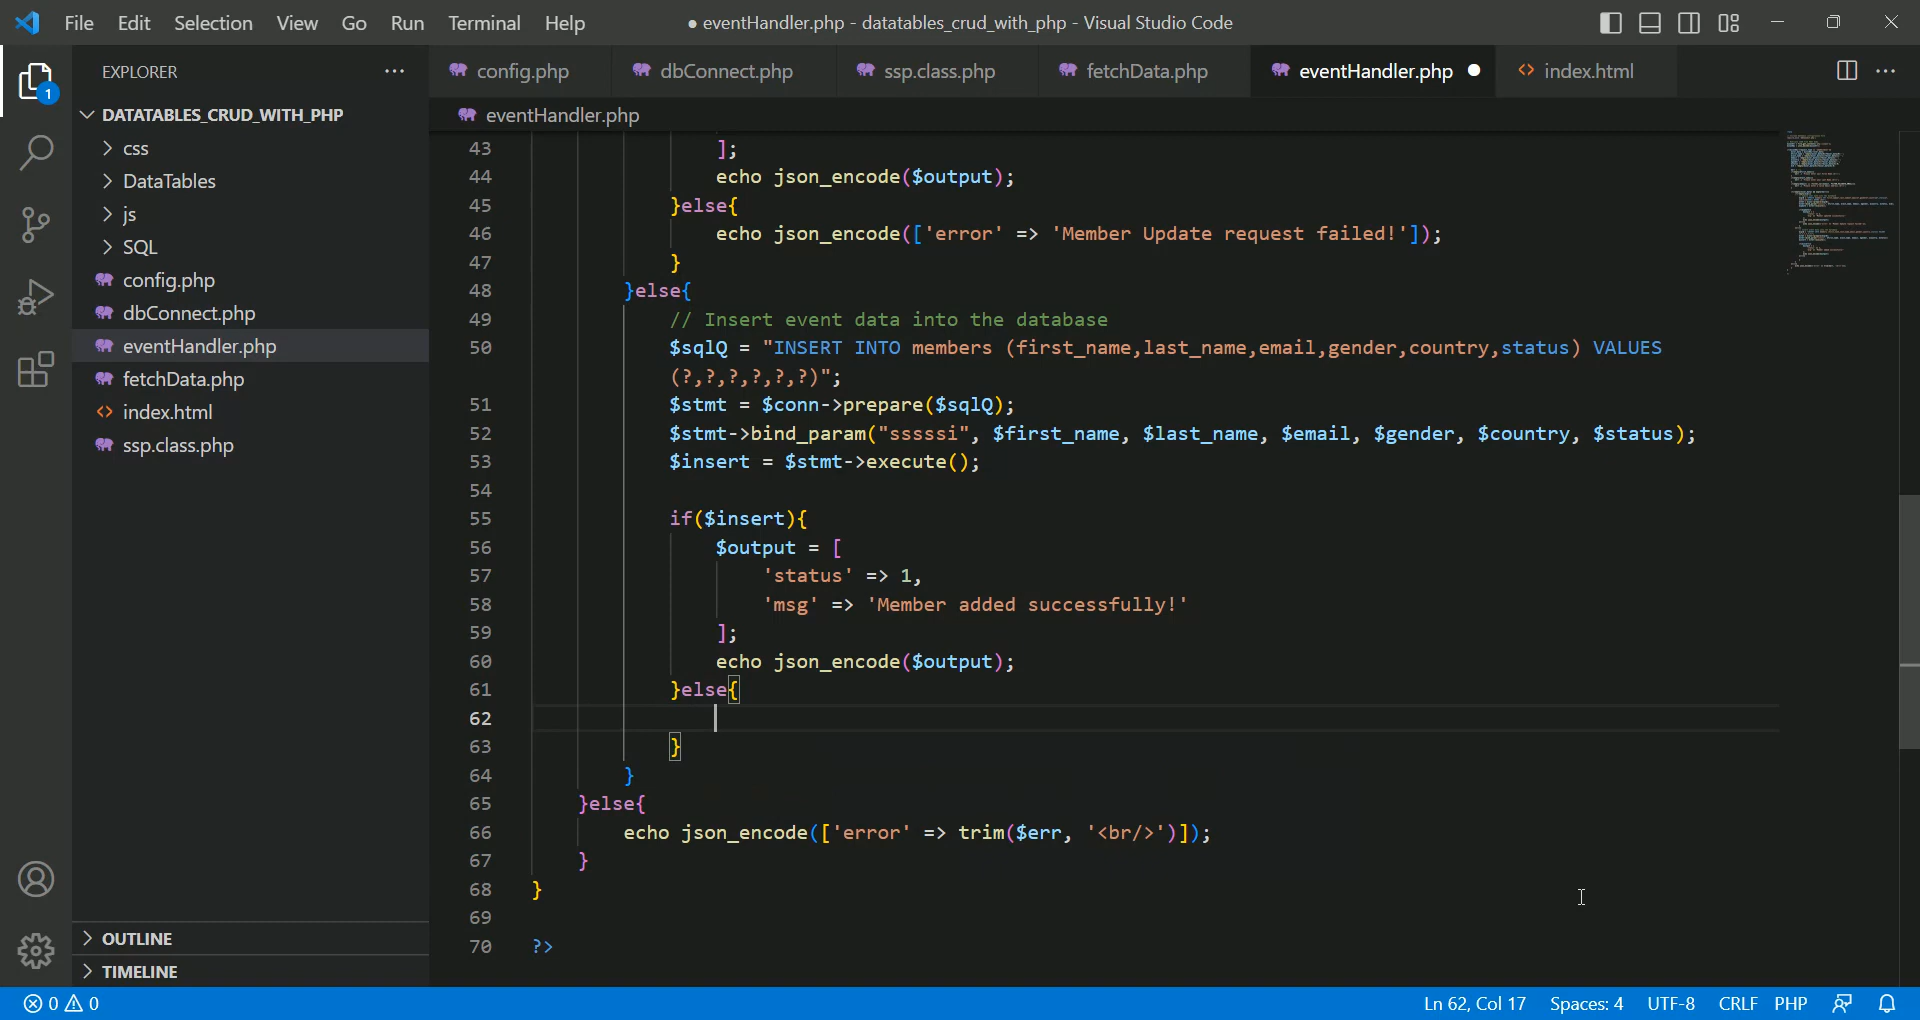 File Edit Selection View Go Run Terminal Help
● eventHandler.php - datatables_crud_with_php - Visual Studio Code
1
EXPLORER
DATATABLES_CRUD_WITH_PHP
css
DataTables
js
SQL
config.php
dbConnect.php
eventHandler.php
fetchData.php
index.html
ssp.class.php
OUTLINE
TIMELINE
config.php dbConnect.php ssp.class.php fetchData.php eventHandler.php index.html
eventHandler.php
43 ];
44 echo json_encode($output);
45 }else{
46 echo json_encode(['error' => 'Member Update request failed!']);
47 }
48 }else{
49 // Insert event data into the database
50 $sqlQ = "INSERT INTO members (first_name,last_name,email,gender,country,status) VALUES
(?,?,?,?,?,?)";
51 $stmt = $conn->prepare($sqlQ);
52 $stmt->bind_param("sssssi", $first_name, $last_name, $email, $gender, $country, $status);
53 $insert = $stmt->execute();
54
55 if($insert){
56 $output = [
57 'status' => 1,
58 'msg' => 'Member added successfully!'
59 ];
60 echo json_encode($output);
61 }else{
62
63 }
64 }
65 }else{
66 echo json_encode(['error' => trim($err, '<br/>')]);
67 }
68 }
69
70 ?>
0 0
Ln 62, Col 17 Spaces: 4 UTF-8 CRLF PHP